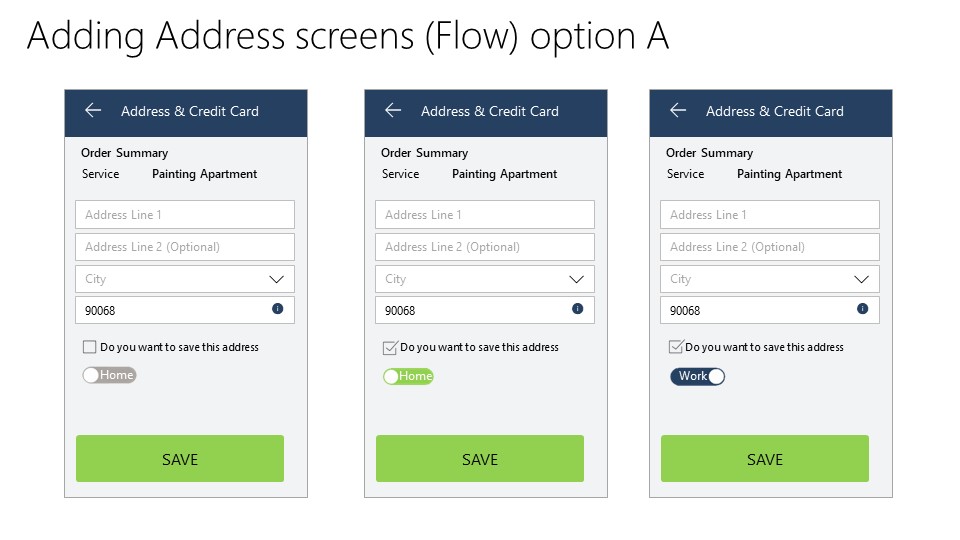 Adding Address screens (Flow) option A
Address & Credit Card
Order Summary
Service Painting Apartment
Address Line 1
Address Line 2 (Optional)
City
90068
Do you want to save this address
Home
SAVE
Address & Credit Card
Order Summary
Service Painting Apartment
Address Line 1
Address Line 2 (Optional)
City
90068
Do you want to save this address
Home
SAVE
Address & Credit Card
Order Summary
Service Painting Apartment
Address Line 1
Address Line 2 (Optional)
City
90068
Do you want to save this address
Work
SAVE